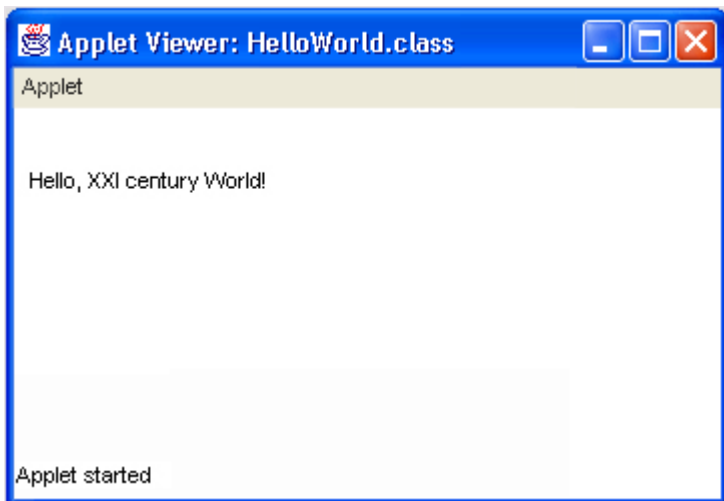 Applet Viewer: HelloWorld.class
Applet
Hello, XXI century World!
Applet started